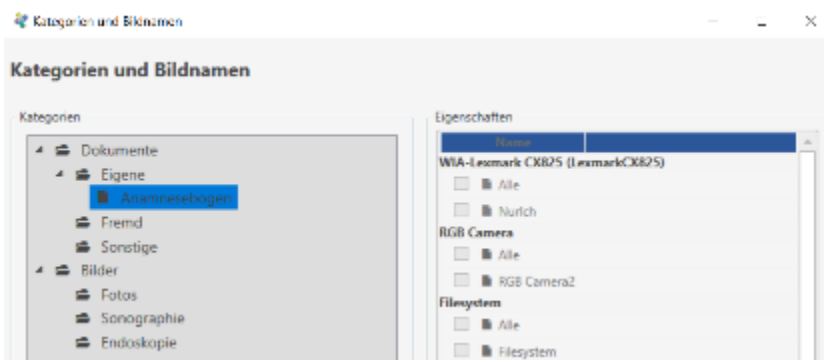 Kategorien und Bildnamen
Kategorien und Bildnamen
Kategorien
Dokumente
Eigene
Anamnesebogen
Fremd
Sonstige
Bilder
Fotos
Sonographie
Endoskopie
Eigenschaften
Name
WIA-Lexmark CX825 (LexmarkCX825)
Alle
NurIch
RGB Camera
Alle
RGB Camera2
Filesystem
Alle
Filesystem